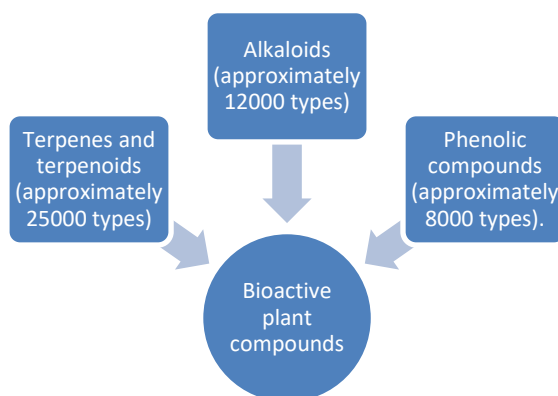 Alkaloids
(approximately
12000 types)
Terpenes and
terpenoids
(approximately
25000 types)
Phenolic
compounds
(approximately
8000 types).
Bioactive
plant
compounds